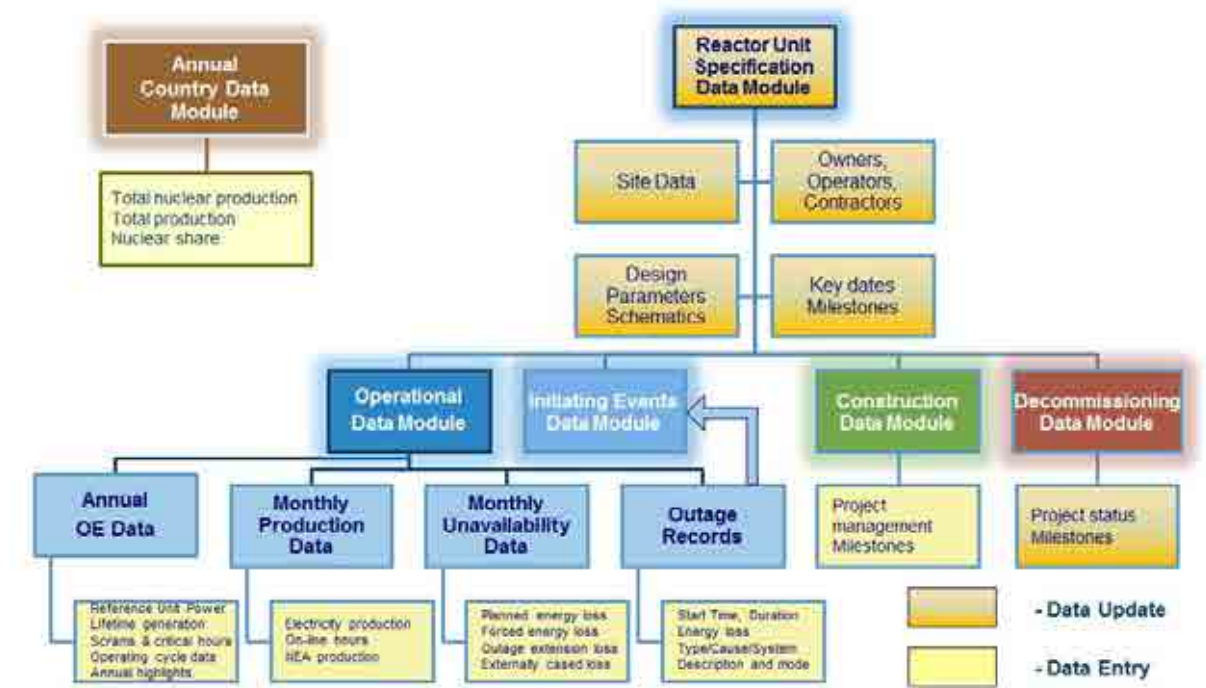 Annual
Country Data
Module
Total nuclear production
Total production
Nuclear share
Reactor Unit
Specification
Data Module
Site Data
Owners,
Operators,
Contractors
Design
Parameters
Schematics
Key dates
Milestones
Operational
Data Module
Initiating Events
Data Module
Construction
Data Module
Decommissioning
Data Module
Annual
OE Data
Monthly
Production
Data
Monthly
Unavailability
Data
Outage
Records
Project
management
Milestones
Project status
Milestones
Reference Unit Power
Lifetime generation
Scrams & critical hours
Operating cycle data
Annual highlights
Electricity production
On-line hours
NEA production
Planned energy loss
Forced energy loss
Outage extension loss
Externally cased loss
Start Time, Duration
Energy loss
Type/Cause/System
Description and mode
- Data Update
- Data Entry